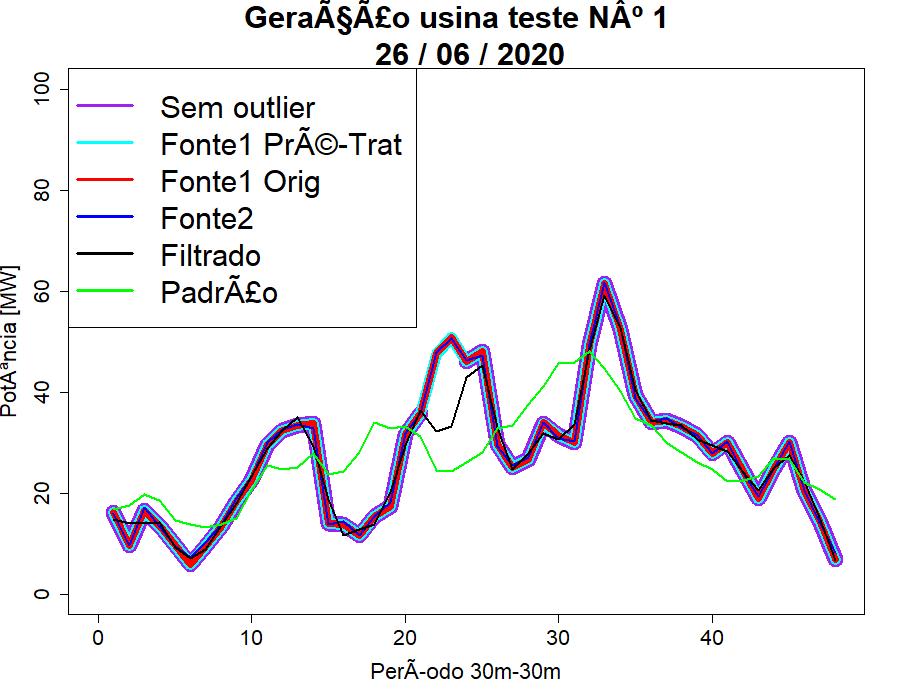 GeraÃ§Ã£o usina teste NÂº 1
26 / 06 / 2020
Sem outlier
Fonte1 PrÃ©-Trat
Fonte1 Orig
Fonte2
Filtrado
PadrÃ£o
PotÃªncia [MW]
100
80
60
40
20
0
0 10 20 30 40
PerÃ­odo 30m-30m